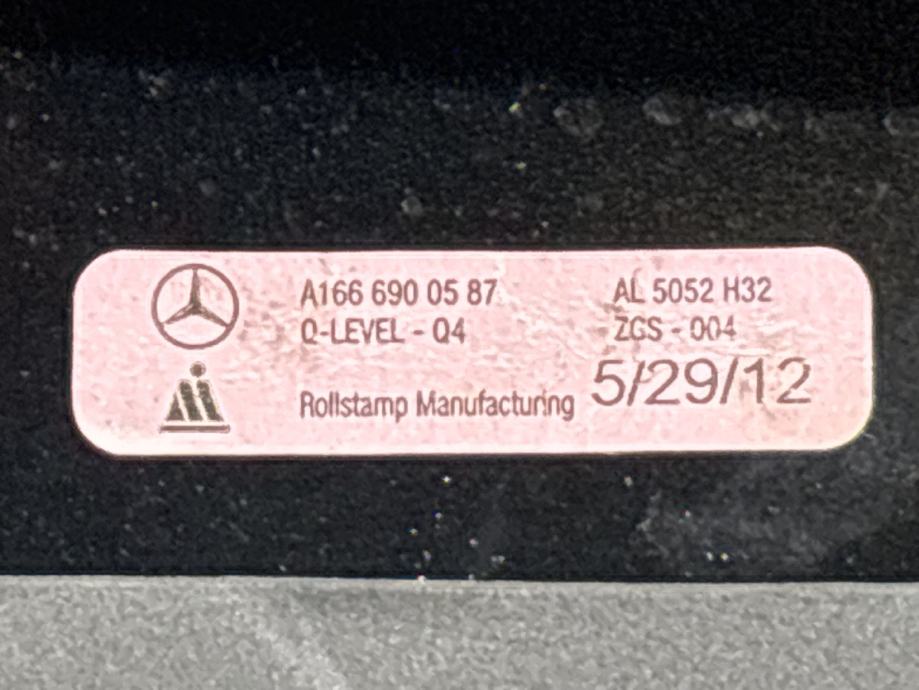 A166 690 05 87 AL 5052 H32
Q-LEVEL - Q4 ZGS - 004
Rollstamp Manufacturing 5/29/12